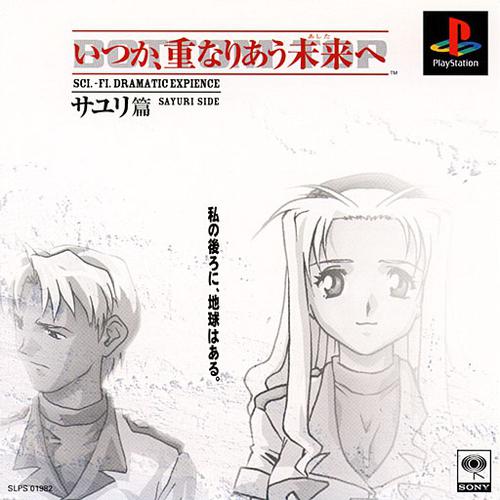 あした
いつか、重なりあう未来へ
TM
SCI.-FI. DRAMATIC EXPIENCE
サユリ篇 SAYURI SIDE
PlayStation
私の後ろに、地球はある。
SLPS 01982
SONY